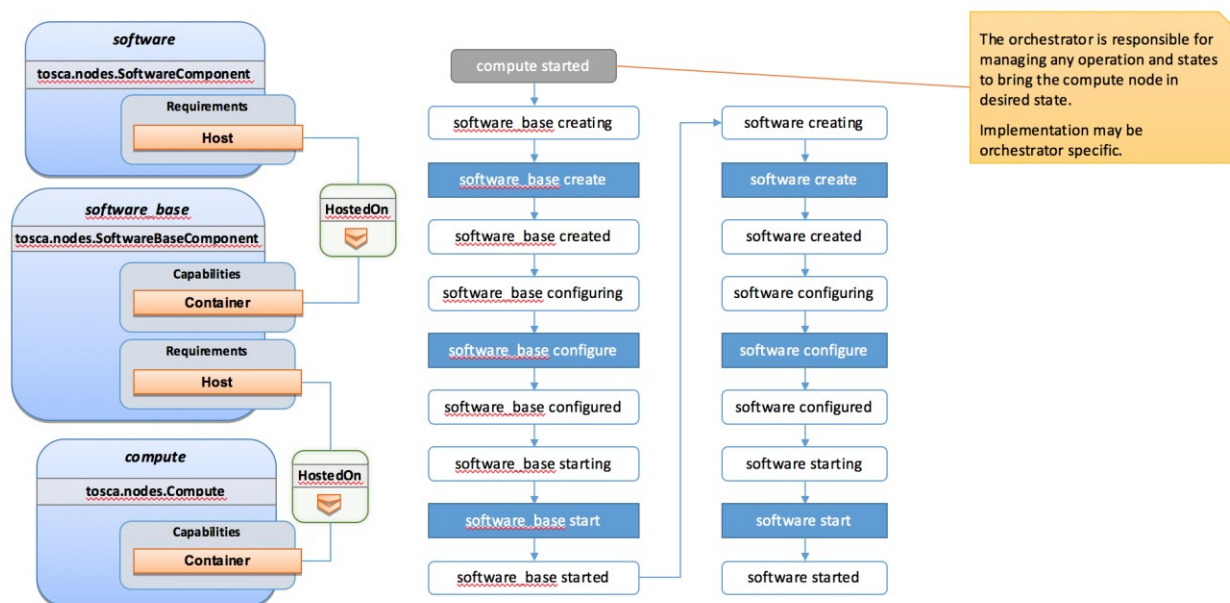 software
tosca.nodes.SoftwareComponent
Requirements
Host
HostedOn
software_base
tosca.nodes.SoftwareBaseComponent
Capabilities
Container
Requirements
Host
HostedOn
compute
tosca.nodes.Compute
Capabilities
Container
compute started
software_base creating
software_base create
software_base created
software_base configuring
software_base configure
software_base configured
software_base starting
software_base start
software_base started
software creating
software create
software created
software configuring
software configure
software configured
software starting
software start
software started
The orchestrator is responsible for
managing any operation and states
to bring the compute node in
desired state.
Implementation may be
orchestrator specific.